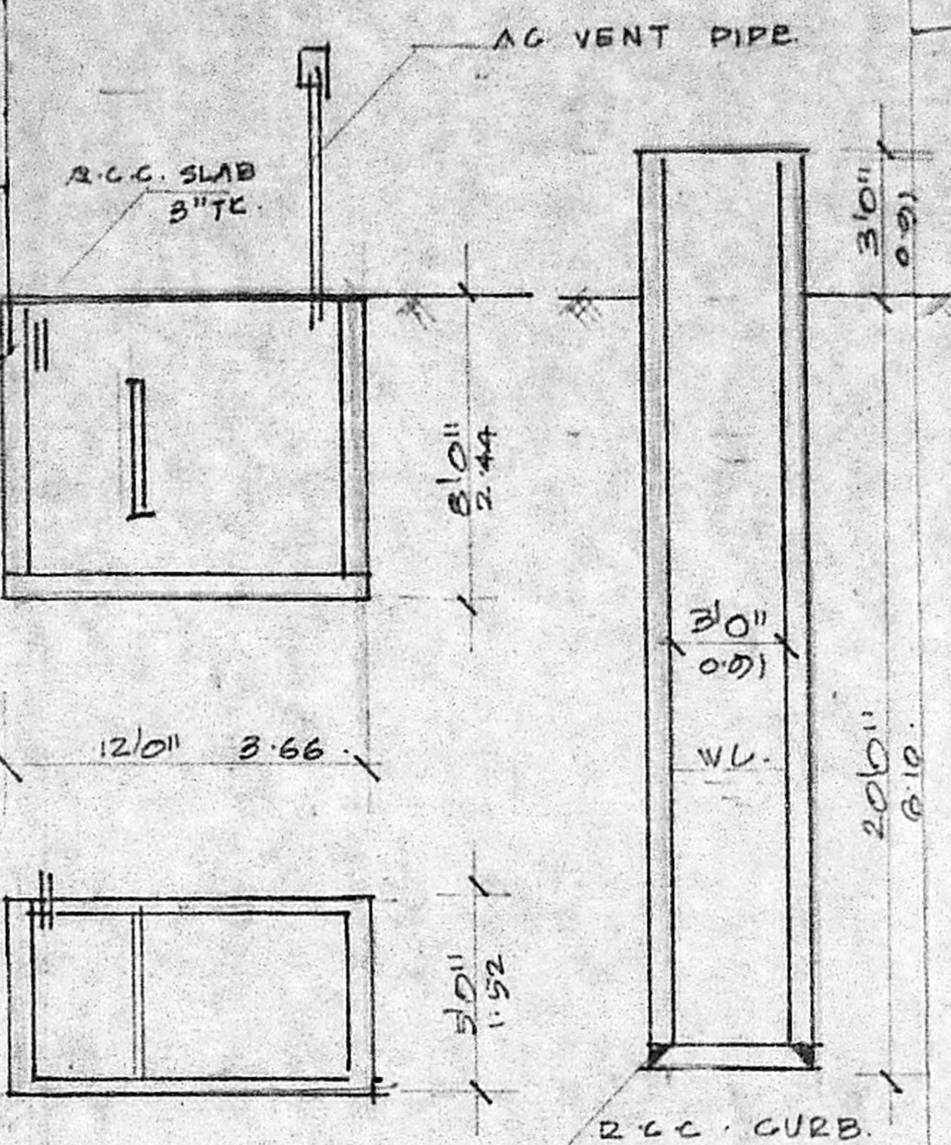 AC VENT PIPE
R.C.C. SLAB
3" TK.
3'0"
0.91
8'0"
2.44
3'0"
0.91
12'0" 3.66
WL.
20'0"
6.10
5'0"
1.52
R.C.C. CURB.